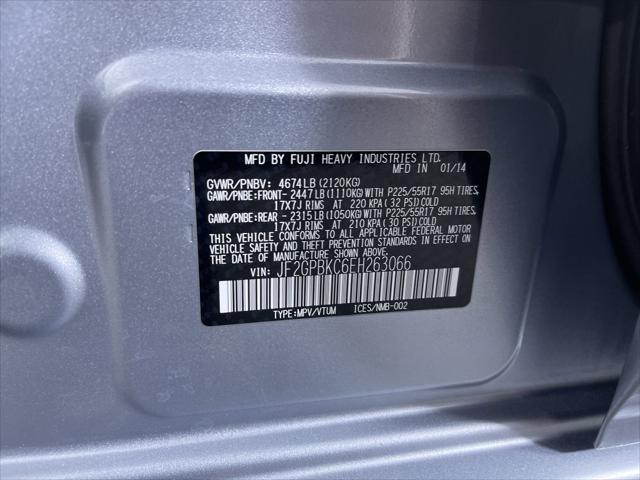 MFD BY FUJI HEAVY INDUSTRIES LTD.
MFD IN 01/14
GVWR/PNBV: 4674LB(2120KG)
GAWR/PNBE:FRONT-2447LB(1110KG)WITH P225/55R17 95H TIRES,
17X7J RIMS AT 220 KPA(32 PSI)COLD
GAWR/PNBE:REAR -2315LB(1050KG)WITH P225/55R17 95H TIRES,
17X7J RIMS AT 210 KPA(30 PSI)COLD
THIS VEHICLE CONFORMS TO ALL APPLICABLE FEDERAL MOTOR
VEHICLE SAFETY AND THEFT PREVENTION STANDARDS IN EFFECT ON
THE DATE OF MANUFACTURE SHOWN ABOVE.
VIN: JF2GPBKC6EH263066
TYPE:MPV/VTUM ICES/NMB-002